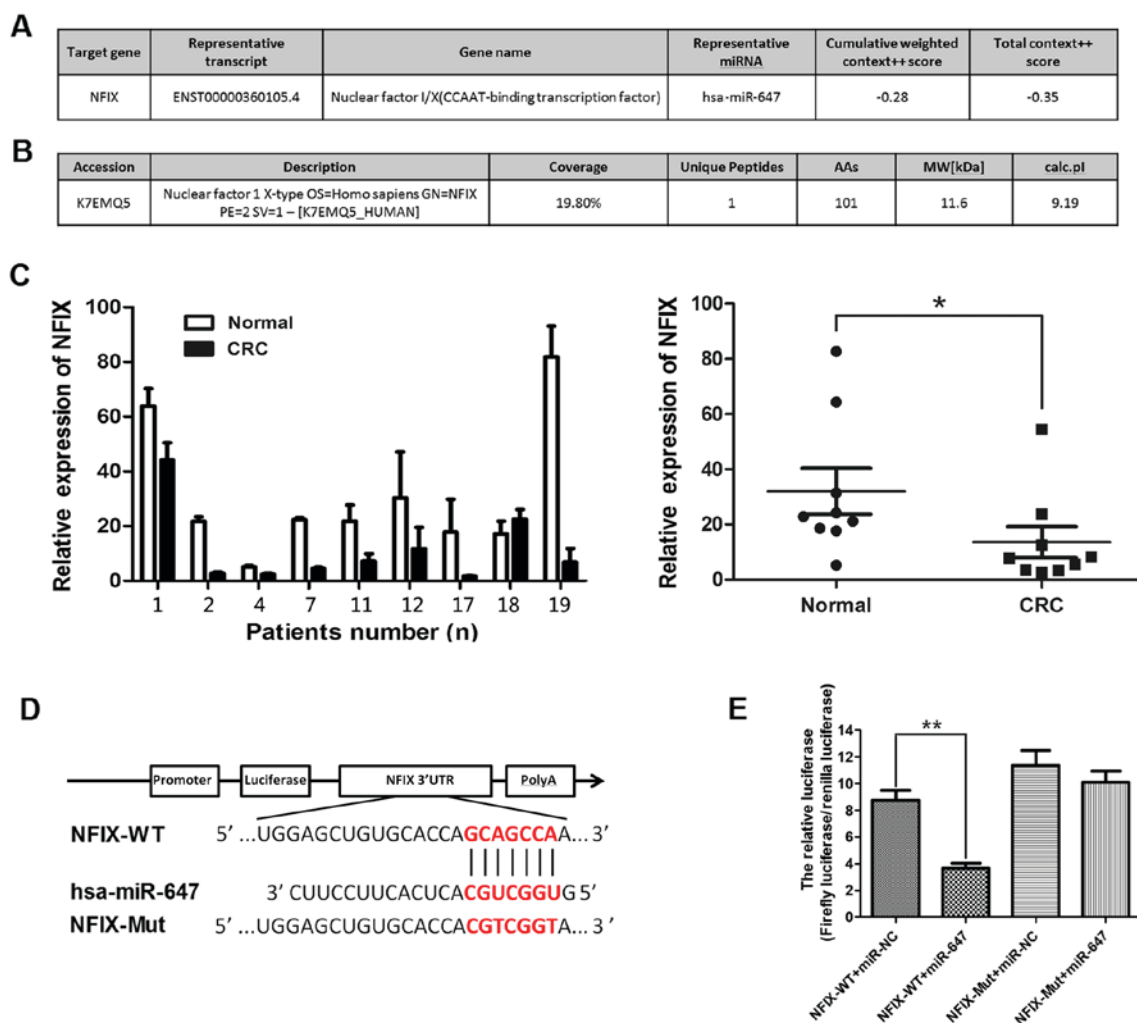 A
Target gene Representative transcript Gene name Representative miRNA Cumulative weighted context++ score Total context++ score
NFIX ENST00000360105.4 Nuclear factor I/X(CCAAT-binding transcription factor) hsa-miR-647 -0.28 -0.35
B
Accession Description Coverage Unique Peptides AAs MW[kDa] calc.pI
K7EMQ5 Nuclear factor 1 X-type OS=Homo sapiens GN=NFIX PE=2 SV=1 – [K7EMQ5_HUMAN] 19.80% 1 101 11.6 9.19
C
Relative expression of NFIX
100
80
60
40
20
0
Normal
CRC
1 2 4 7 11 12 17 18 19
Patients number (n)
Relative expression of NFIX
100
80
60
40
20
0
*
Normal CRC
D
Promoter Luciferase NFIX 3'UTR PolyA
NFIX-WT 5' ...UGGAGCUGUGCACCAGCAGCCAA... 3'
hsa-miR-647 3' CUUCCUUCACUCACGUCGGUG 5'
NFIX-Mut 5' ...UGGAGCUGUGCACCACGTCGGTA... 3'
E
The relative luciferase
(Firefly luciferase/renilla luciferase)
14
12
10
8
6
4
2
0
**
NFIX-WT+miR-NC
NFIX-WT+miR-647
NFIX-Mut+miR-NC
NFIX-Mut+miR-647